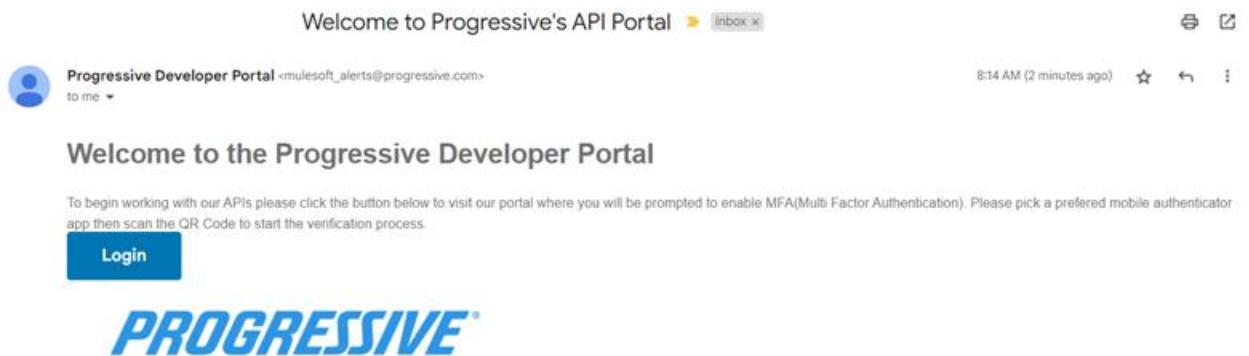 Welcome to Progressive's API Portal Inbox x
Progressive Developer Portal <mulesoft_alerts@progressive.com> 8:14 AM (2 minutes ago)
to me
Welcome to the Progressive Developer Portal
To begin working with our APIs please click the button below to visit our portal where you will be prompted to enable MFA(Multi Factor Authentication). Please pick a prefered mobile authenticator
app then scan the QR Code to start the verification process.
Login
PROGRESSIVE